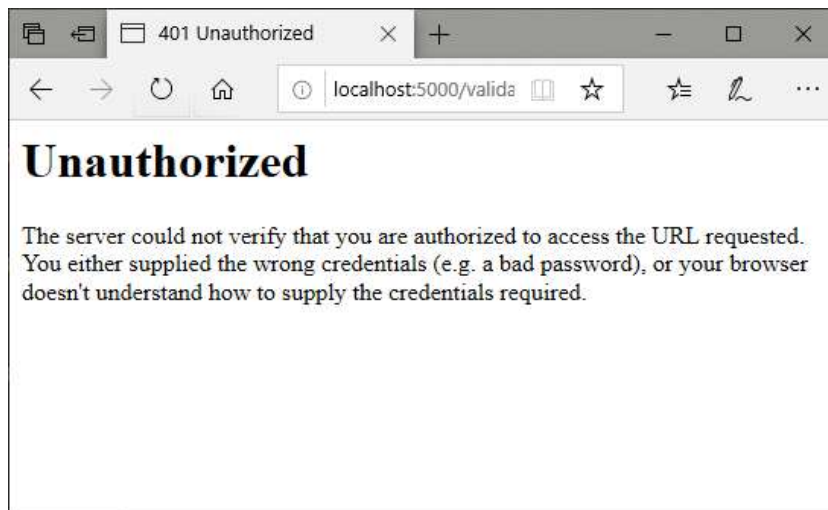 401 Unauthorized
localhost:5000/valida
Unauthorized
The server could not verify that you are authorized to access the URL requested.
You either supplied the wrong credentials (e.g. a bad password), or your browser
doesn't understand how to supply the credentials required.